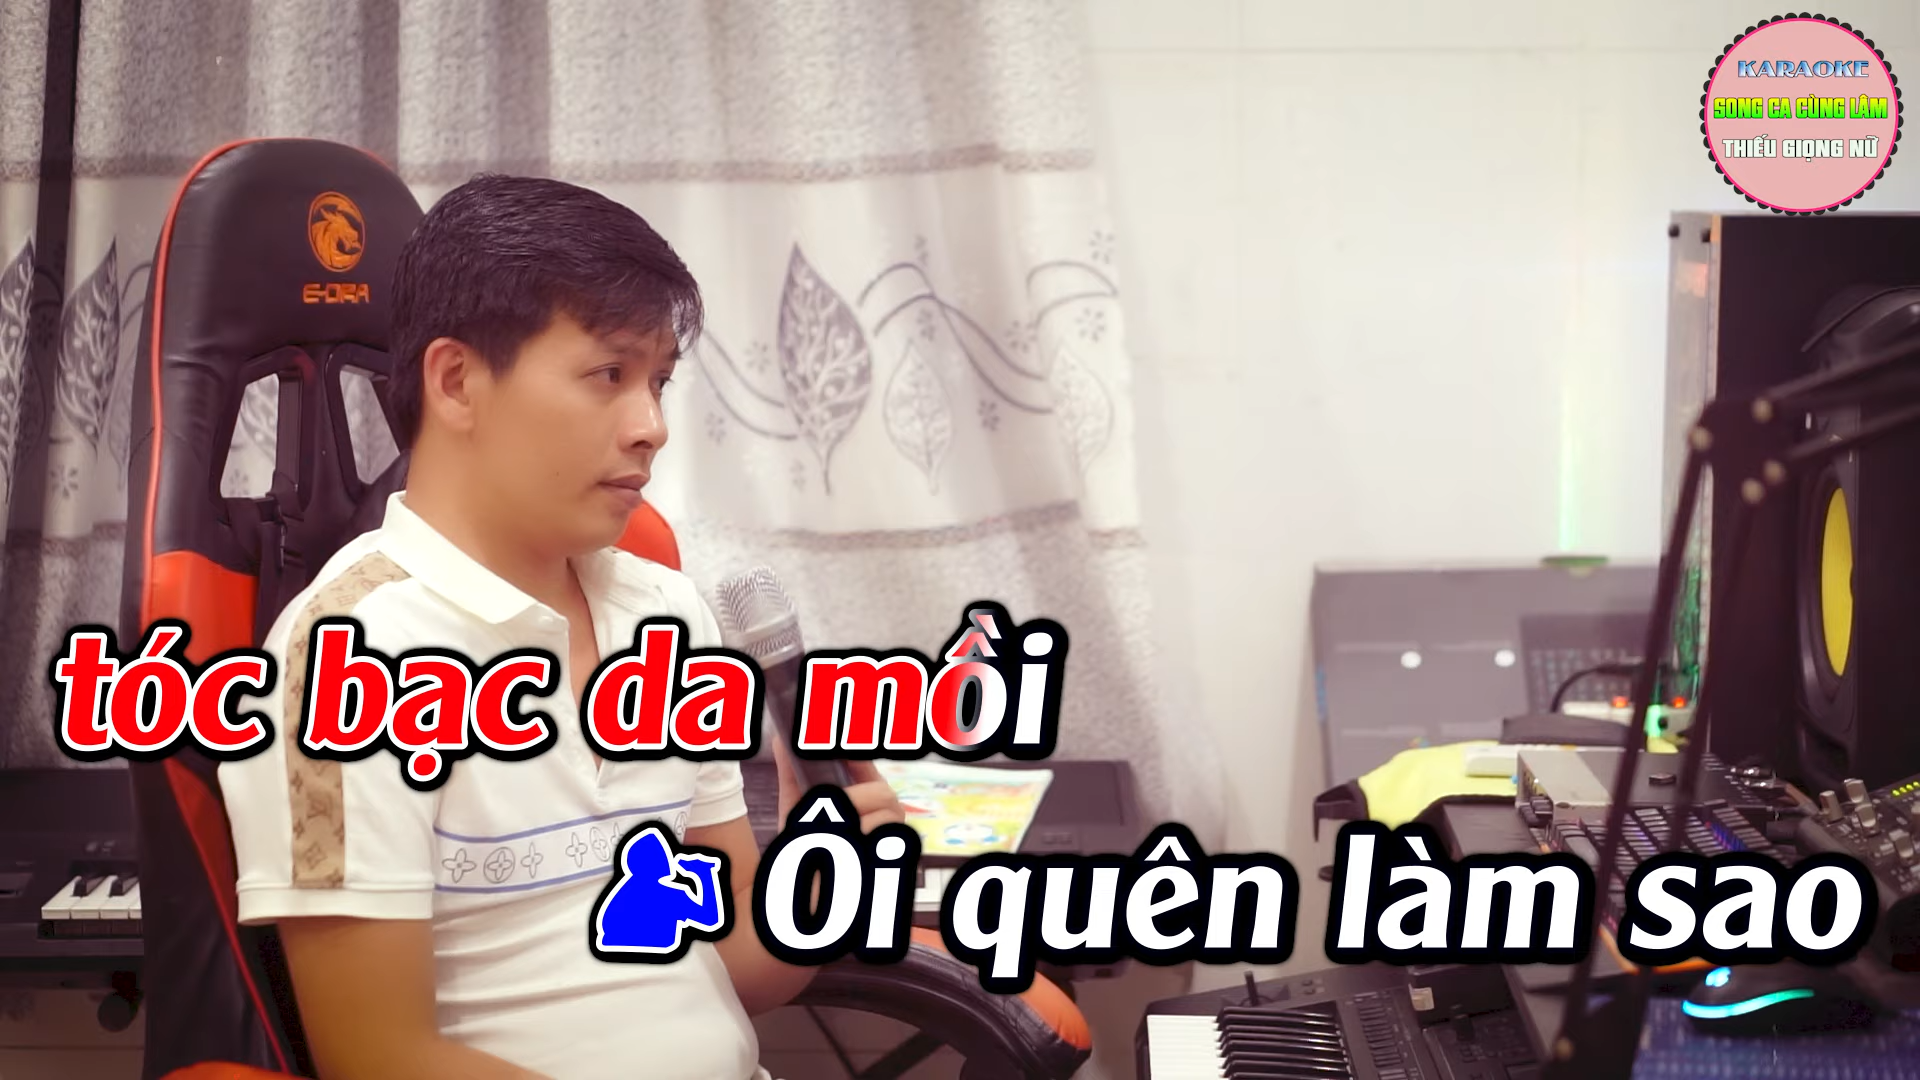 KARAOKE
SONG CA CÙNG LÂM
THIẾU GIỌNG NỮ
E-DRA
tóc bạc da mồi
Ôi quên làm sao